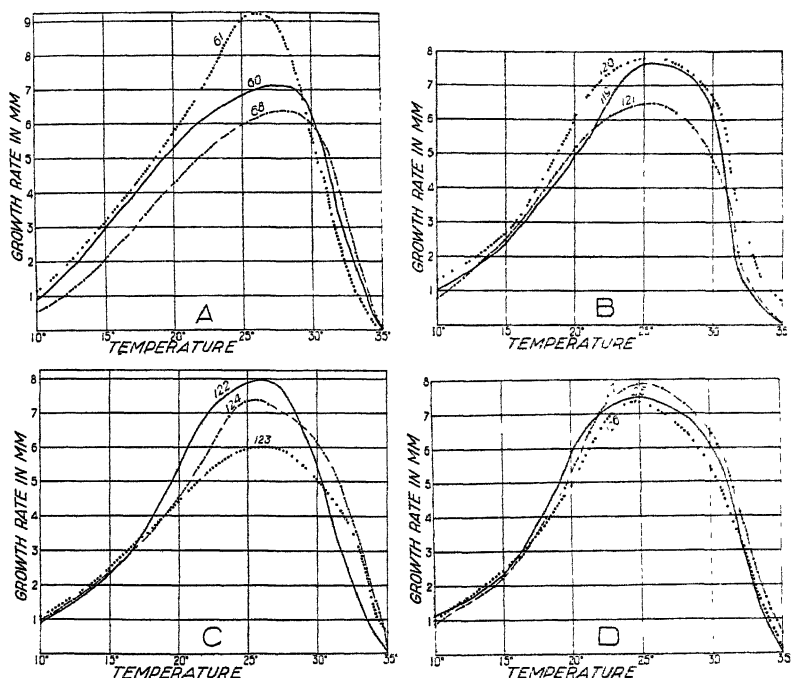 GROWTH RATE IN MM
9
8
7
6
5
4
3
2
1
61
60
68
A
10° 15° 20° 25° 30° 35°
TEMPERATURE
GROWTH RATE IN MM
8
7
6
5
4
3
2
1
120
119
121
B
10° 15 20° 25° 30° 35
TEMPERATURE
GROWTH RATE IN MM
8
7
6
5
4
3
2
1
122
124
123
C
10° 15° 20° 25° 30° 35°
TEMPERATURE
GROWTH RATE IN MM
8
7
6
5
4
3
2
1
D
10° 15° 20° 25° 30° 35
TEMPERATURE